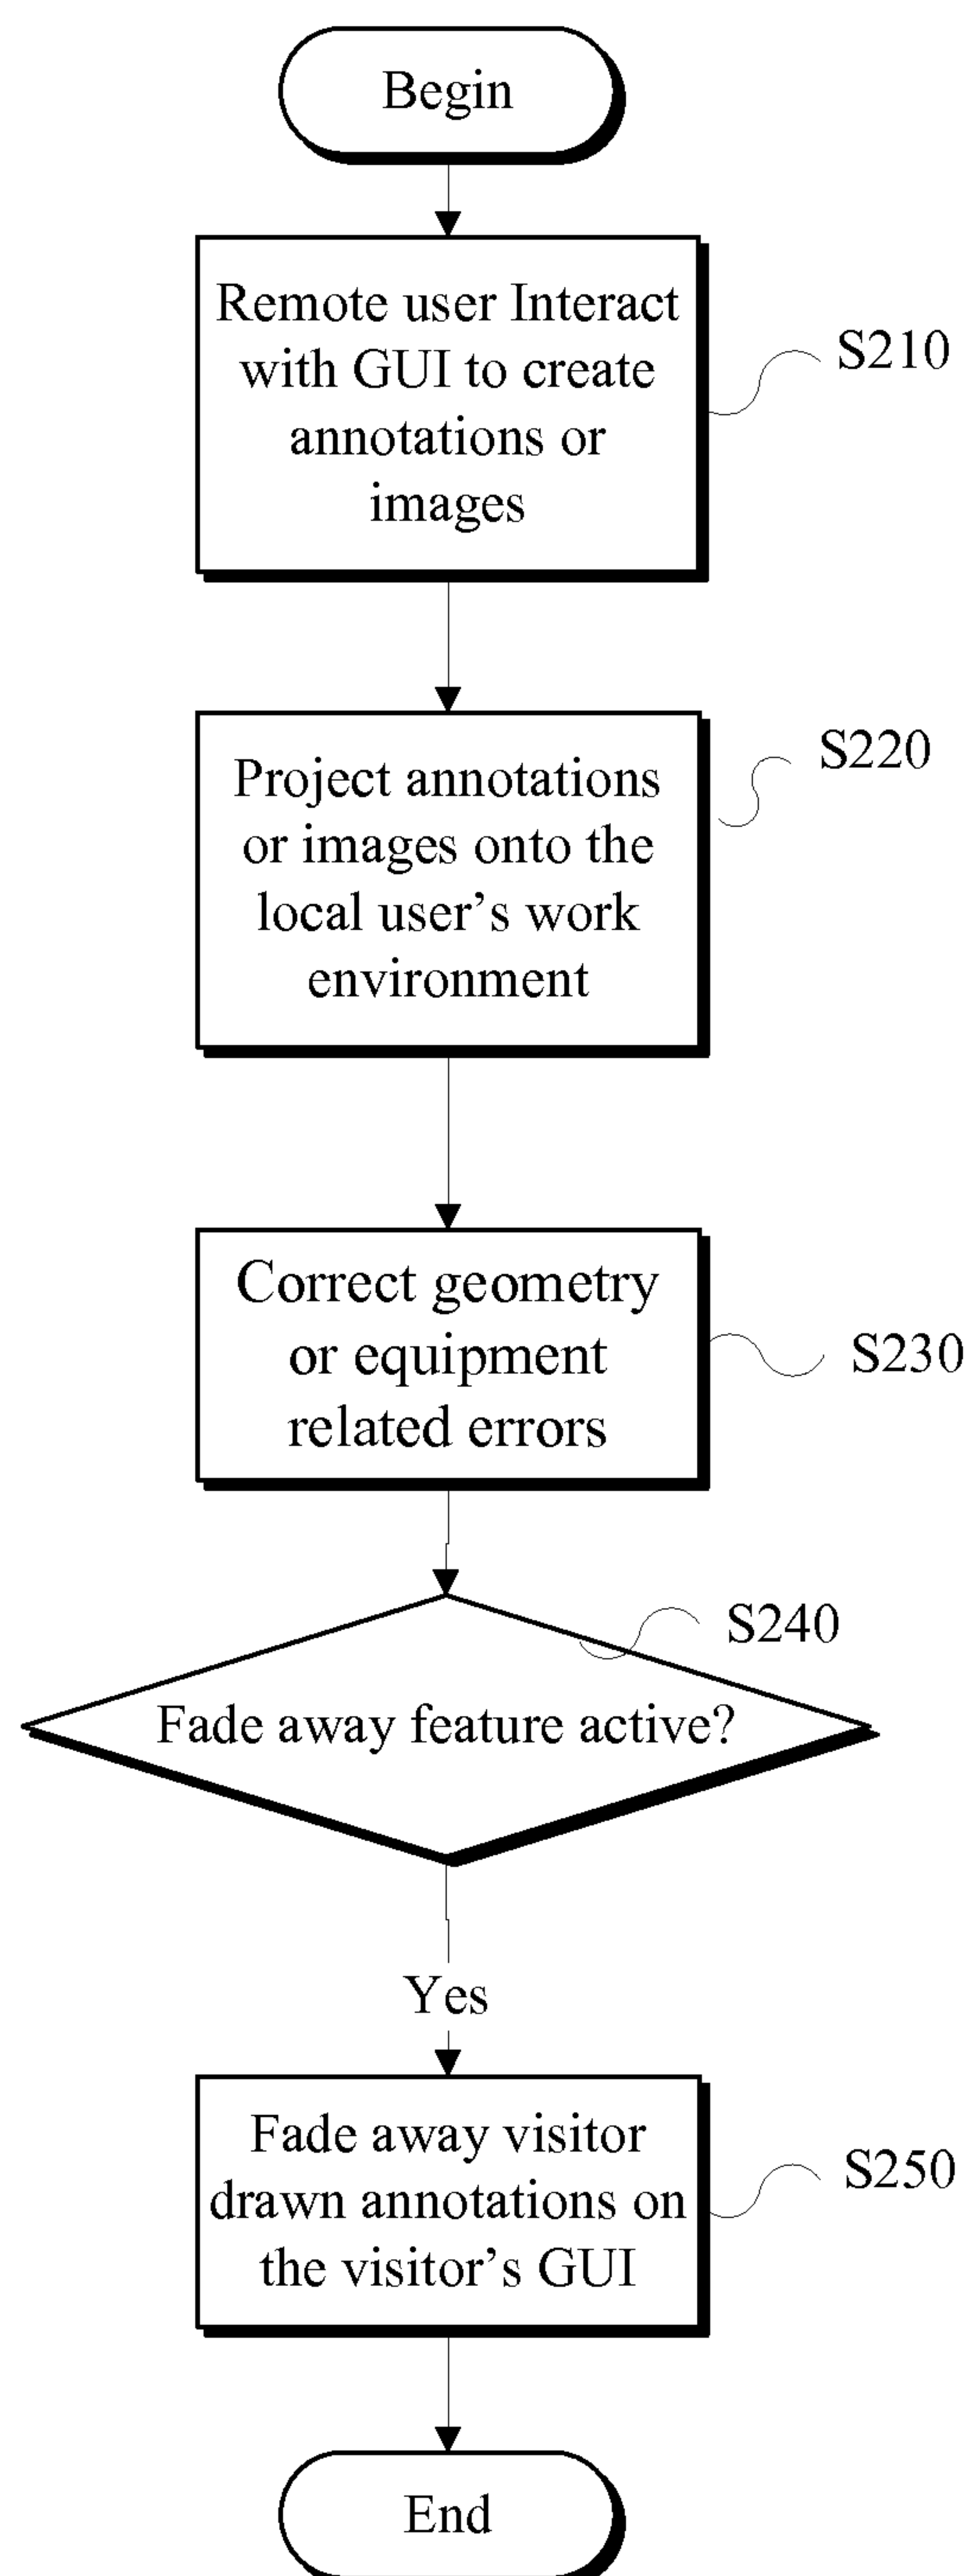 Begin
Remote user Interact
with GUI to create
annotations or
images
S210
Project annotations
or images onto the
local user’s work
environment
S220
Correct geometry
or equipment
related errors
S230
Fade away feature active?
S240
Yes
Fade away visitor
drawn annotations on
the visitor’s GUI
S250
End